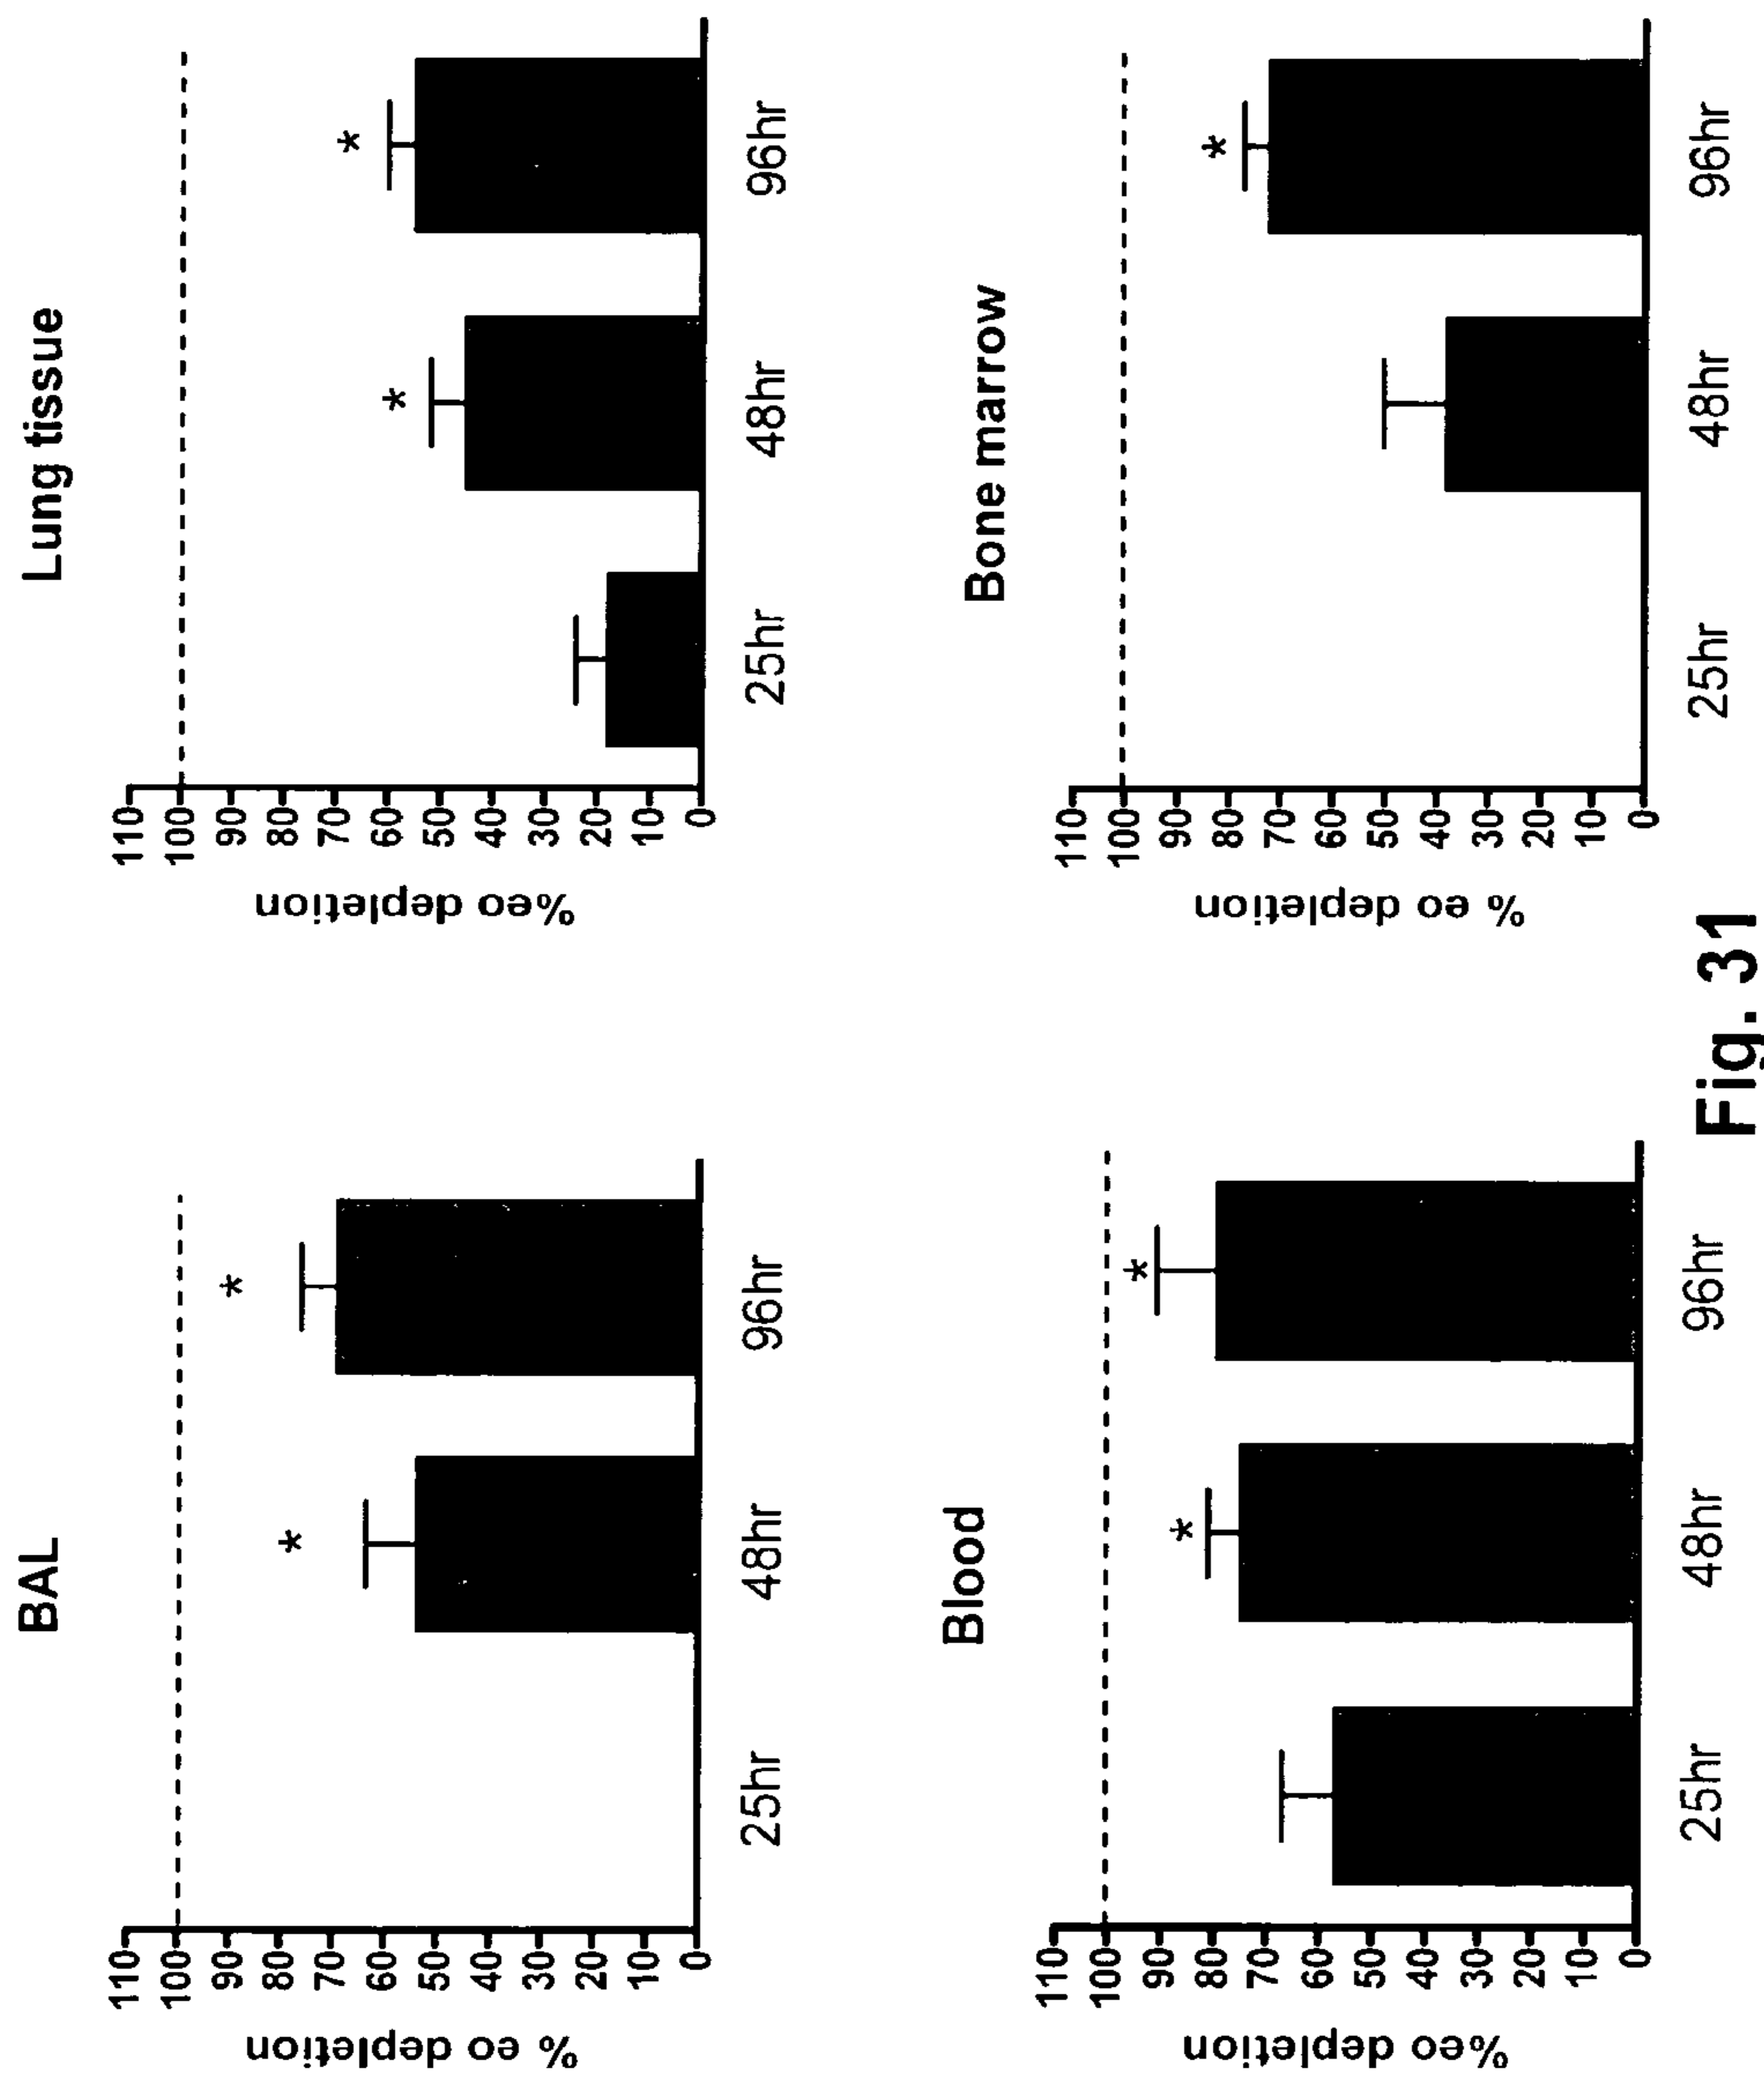 BAL
% eo depletion
110
100
90
80
70
60
50
40
30
20
10
0
*
*
25hr
48hr
96hr
Lung tissue
%eo depletion
110
100
90
80
70
60
50
40
30
20
10
0
*
*
25hr
48hr
96hr
Blood
%eo depletion
110
100
90
80
70
60
50
40
30
20
10
0
*
*
25hr
48hr
96hr
Bone marrow
% eo depletion
110
100
90
80
70
60
50
40
30
20
10
0
*
25hr
48hr
96hr
Fig. 31